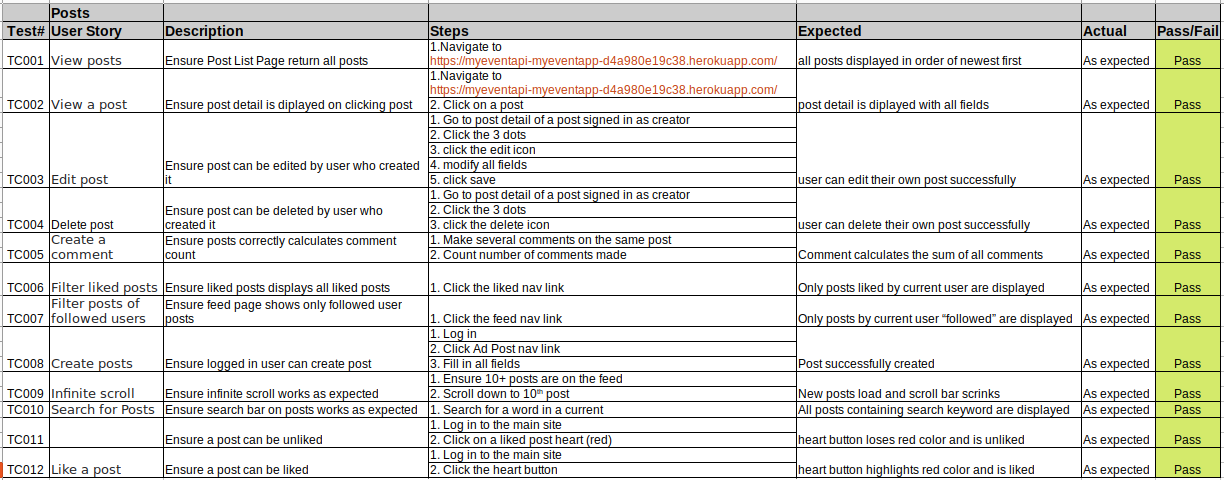 Posts
Test# User Story Description Steps Expected Actual Pass/Fail
1.Navigate to
TC001 View posts Ensure Post List Page return all posts https://myeventapi-myeventapp-d4a980e19c38.herokuapp.com/ all posts displayed in order of newest first As expected Pass
1.Navigate to
https://myeventapi-myeventapp-d4a980e19c38.herokuapp.com/
TC002 View a post Ensure post detail is diplayed on clicking post 2. Click on a post post detail is diplayed with all fields As expected Pass
1. Go to post detail of a post signed in as creator
2. Click the 3 dots
3. click the edit icon
Ensure post can be edited by user who created 4. modify all fields
TC003 Edit post it 5. click save user can edit their own post successfully As expected Pass
1. Go to post detail of a post signed in as creator
Ensure post can be deleted by user who 2. Click the 3 dots
TC004 Delete post created it 3. click the delete icon user can delete their own post successfully As expected Pass
Create a Ensure posts correctly calculates comment 1. Make several comments on the same post
TC005 comment count 2. Count number of comments made Comment calculates the sum of all comments As expected Pass
TC006 Filter liked posts Ensure liked posts displays all liked posts 1. Click the liked nav link Only posts liked by current user are displayed As expected Pass
Filter posts of Ensure feed page shows only followed user
TC007 followed users posts 1. Click the feed nav link Only posts by current user “followed” are displayed As expected Pass
1. Log in
2. Click Ad Post nav link
TC008 Create posts Ensure logged in user can create post 3. Fill in all fields Post successfully created As expected Pass
1. Ensure 10+ posts are on the feed
TC009 Infinite scroll Ensure infinite scroll works as expected 2. Scroll down to 10th post New posts load and scroll bar scrinks As expected Pass
TC010 Search for Posts Ensure search bar on posts works as expected 1. Search for a word in a current All posts containing search keyword are displayed As expected Pass
1. Log in to the main site
TC011 Ensure a post can be unliked 2. Click on a liked post heart (red) heart button loses red color and is unliked As expected Pass
1. Log in to the main site
TC012 Like a post Ensure a post can be liked 2. Click the heart button heart button highlights red color and is liked As expected Pass